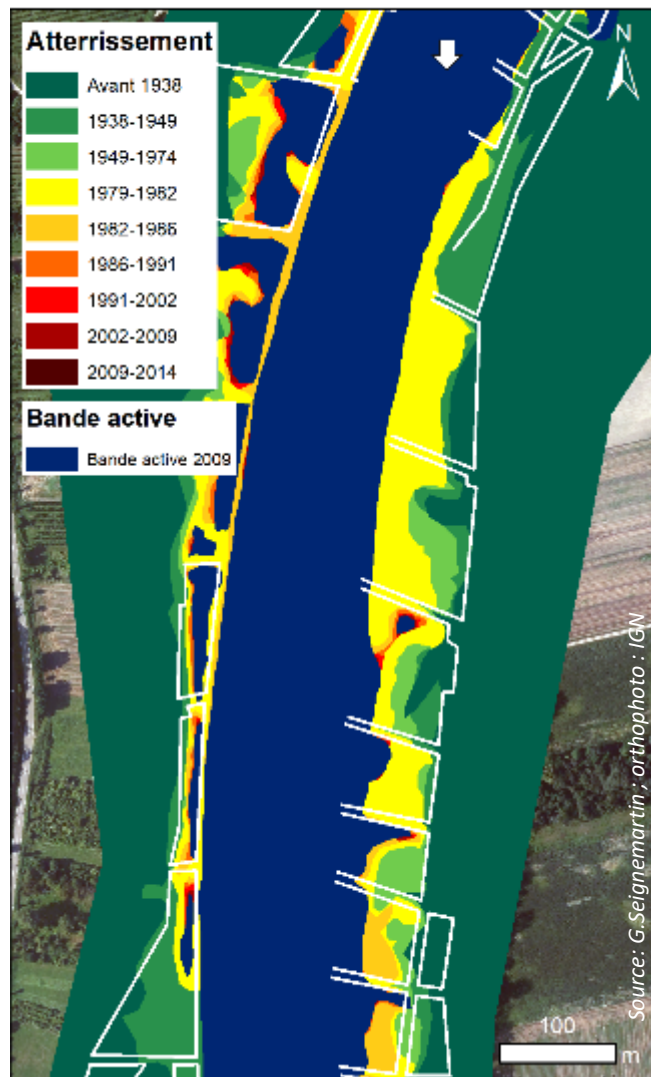 Atterrissement
Avant 1938
1938-1949
1949-1974
1979-1982
1982-1986
1986-1991
1991-2002
2002-2009
2009-2014
Bande active
Bande active 2009
N
Source: G.Seignemartin ; orthophoto : IGN
100
m